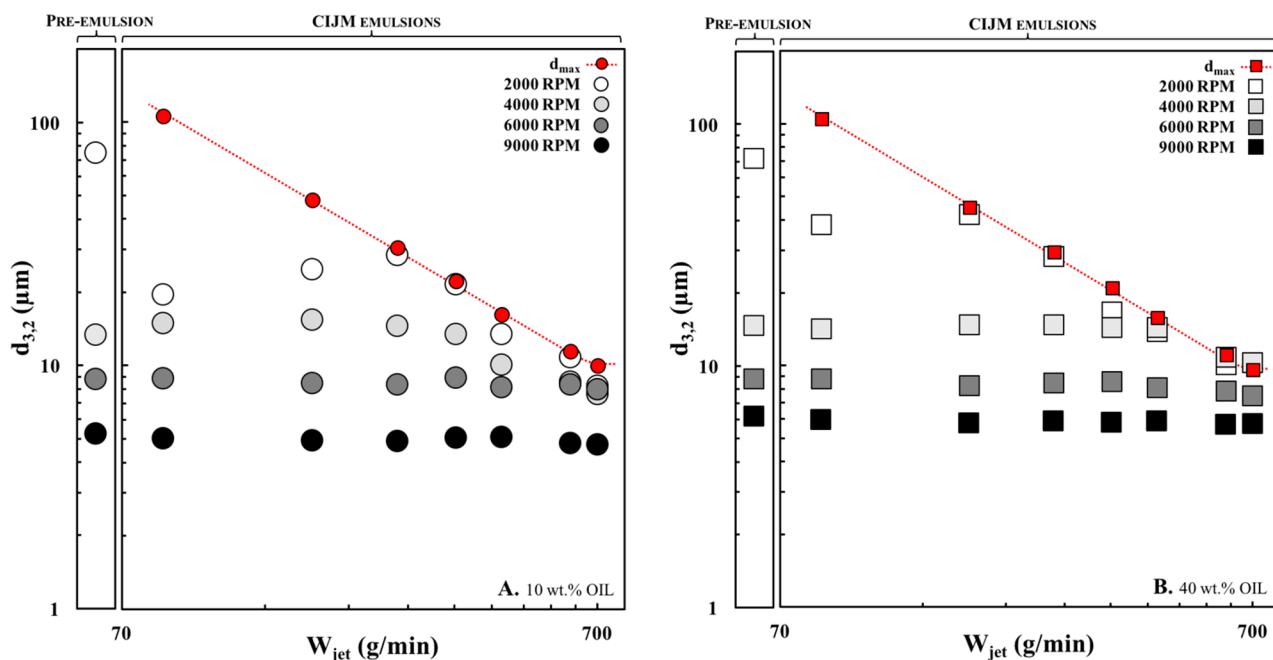 PRE-EMULSION
CIJM EMULSIONS
d3,2 (μm)
100
10
1
dmax
2000 RPM
4000 RPM
6000 RPM
9000 RPM
A. 10 wt.% OIL
70
700
Wjet (g/min)
PRE-EMULSION
CIJM EMULSIONS
d3,2 (μm)
100
10
1
dmax
2000 RPM
4000 RPM
6000 RPM
9000 RPM
B. 40 wt.% OIL
70
700
Wjet (g/min)